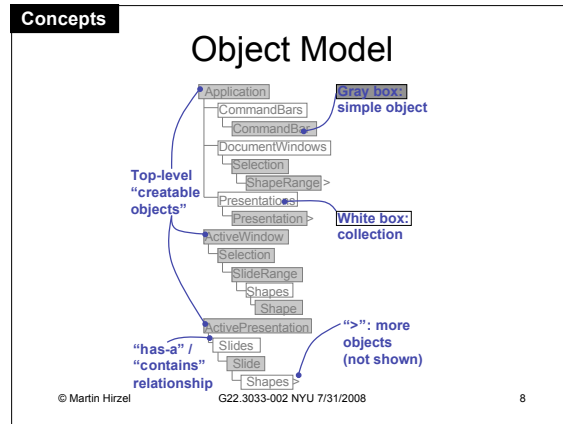 Concepts
Object Model
Application
CommandBars
CommandBar
DocumentWindows
Selection
ShapeRange >
Presentations
Presentation >
ActiveWindow
Selection
SlideRange
Shapes
Shape
ActivePresentation
Slides
Slide
Shapes >
Gray box:
simple object
Top-level
“creatable
objects”
White box:
collection
“has-a” /
“contains”
relationship
“>”: more
objects
(not shown)
© Martin Hirzel
G22.3033-002 NYU 7/31/2008
8